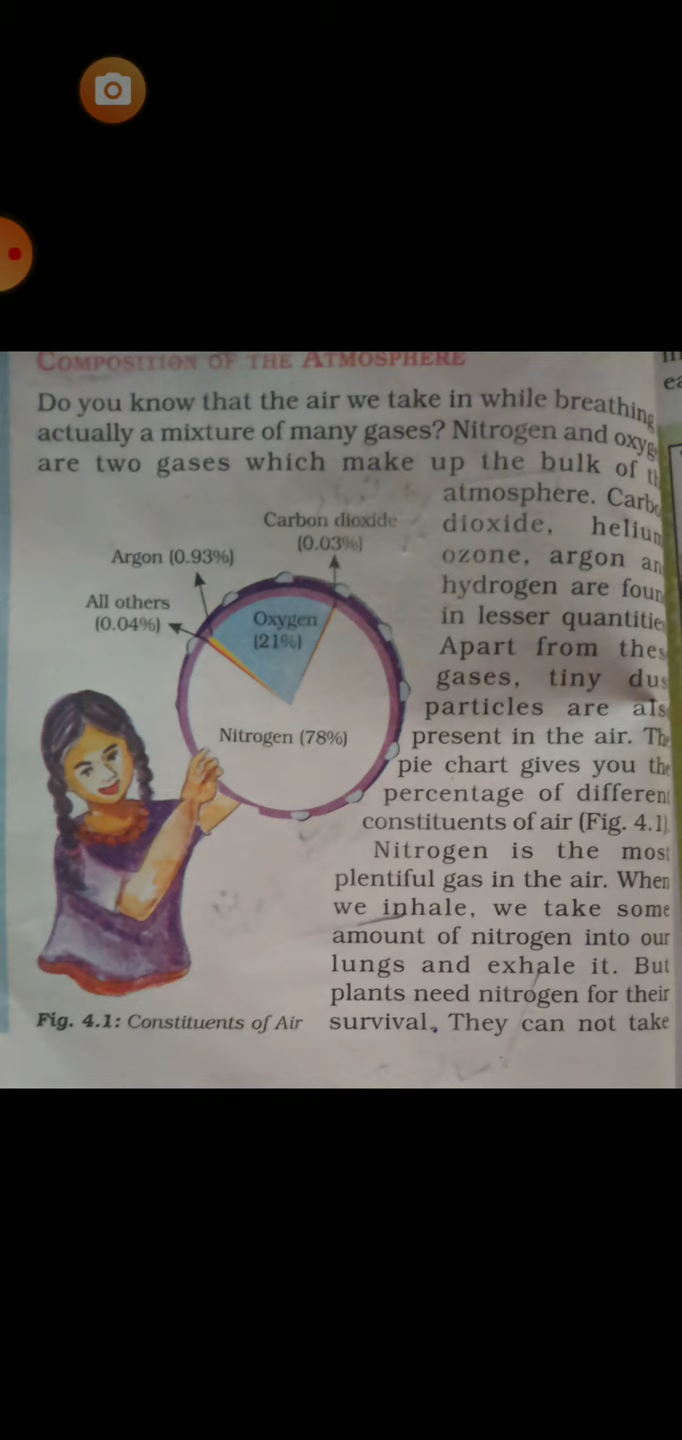 COMPOSITION OF THE ATMOSPHERE
Do you know that the air we take in while breathing
actually a mixture of many gases? Nitrogen and oxyg
are two gases which make up the bulk of th
atmosphere. Carb
dioxide, helium
ozone, argon an
hydrogen are foun
in lesser quantitie
Apart from thes
gases, tiny dus
particles are als
present in the air. Th
pie chart gives you the
percentage of differen
constituents of air (Fig. 4.1)
Nitrogen is the most
plentiful gas in the air. When
we inhale, we take some
amount of nitrogen into our
lungs and exhale it. But
plants need nitrogen for their
survival. They can not take
Carbon dioxide
(0.03%)
Argon (0.93%)
All others
(0.04%)
Oxygen
(21%)
Nitrogen (78%)
Fig. 4.1: Constituents of Air